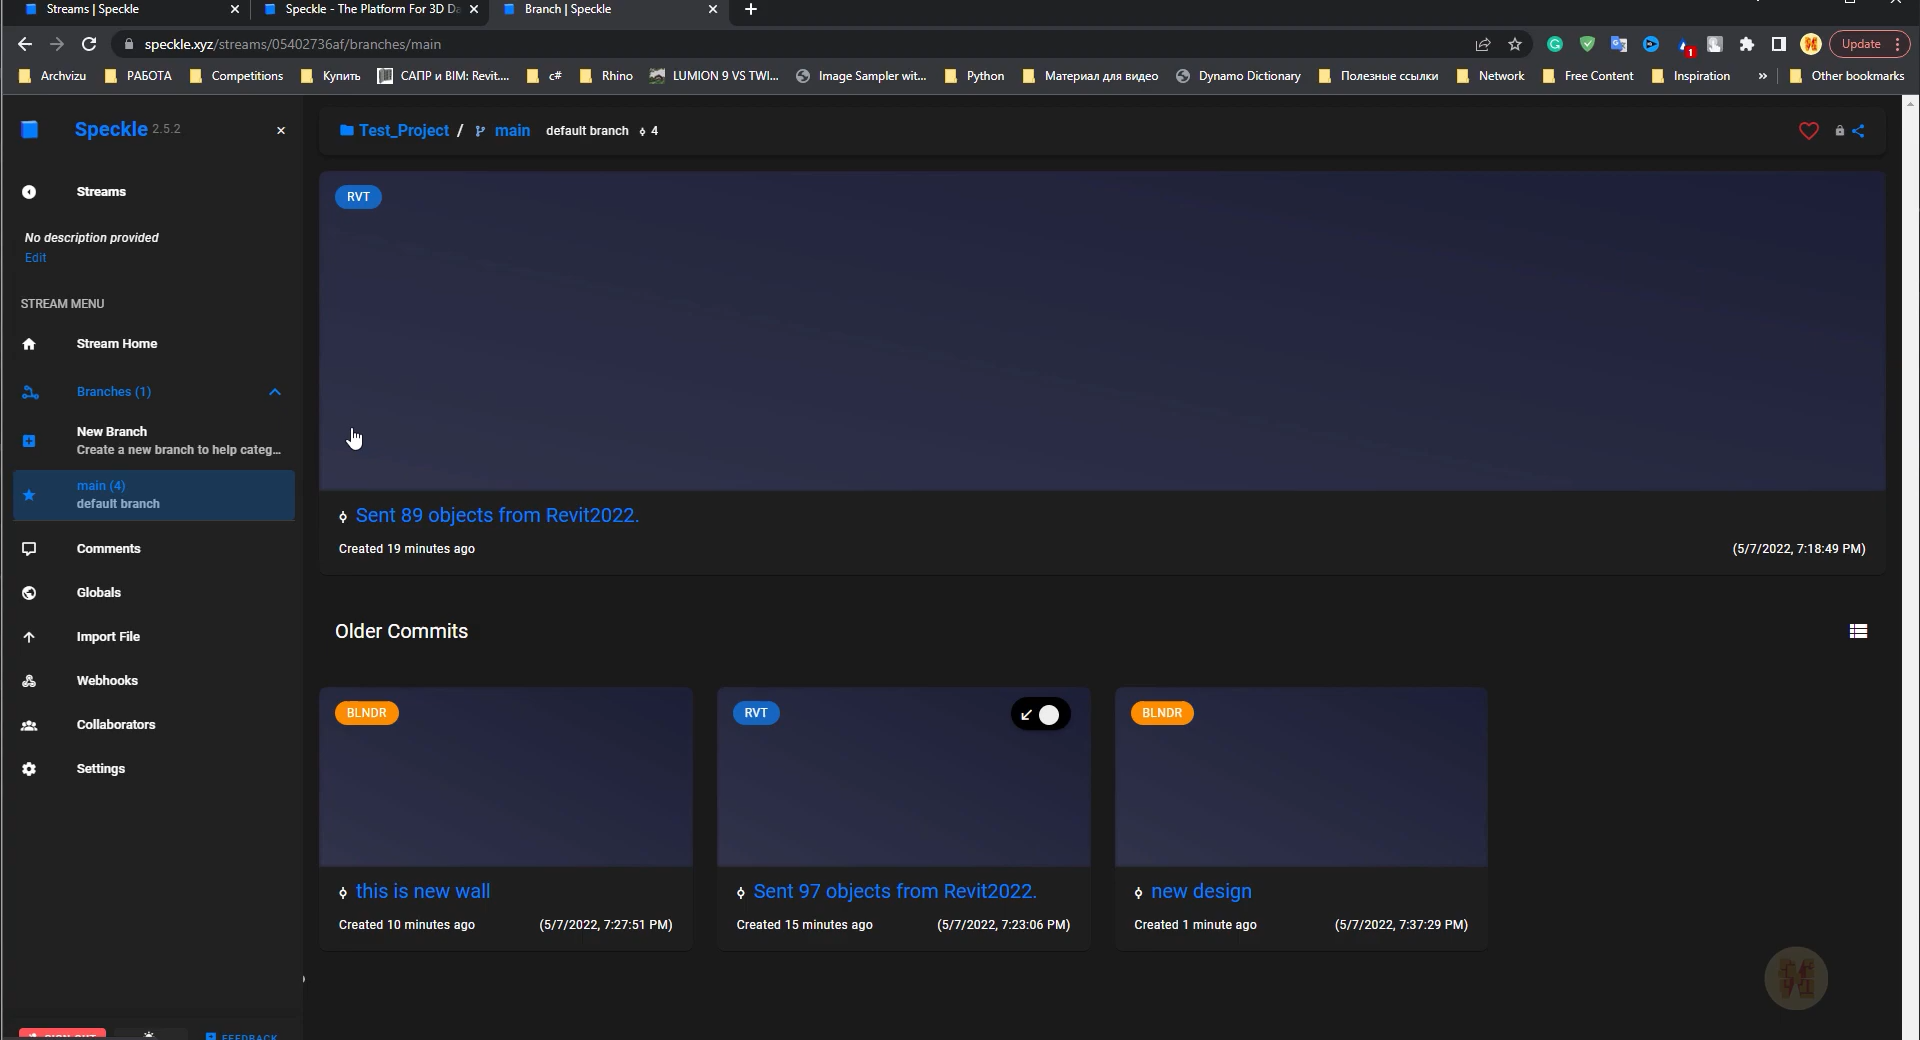 Streams | Speckle
Speckle - The Platform For 3D Da
Branch | Speckle
speckle.xyz/streams/05402736af/branches/main
1
Update
Archvizu
РАБОТА
Competitions
Купить
САПР и BIM: Revit....
c#
Rhino
LUMION 9 VS TWI...
Image Sampler wit...
Python
Материал для видео
Dynamo Dictionary
Полезные ссылки
Network
Free Content
Inspiration
»
Other bookmarks
Speckle 2.5.2
Test_Project / main default branch 4
Streams
No description provided
Edit
STREAM MENU
Stream Home
Branches (1)
New Branch
Create a new branch to help categ...
main (4)
default branch
Comments
Globals
Import File
Webhooks
Collaborators
Settings
SIGN OUT
FEEDBACK
RVT
Sent 89 objects from Revit2022.
Created 19 minutes ago
(5/7/2022, 7:18:49 PM)
Older Commits
BLNDR
this is new wall
Created 10 minutes ago
(5/7/2022, 7:27:51 PM)
RVT
Sent 97 objects from Revit2022.
Created 15 minutes ago
(5/7/2022, 7:23:06 PM)
BLNDR
new design
Created 1 minute ago
(5/7/2022, 7:37:29 PM)